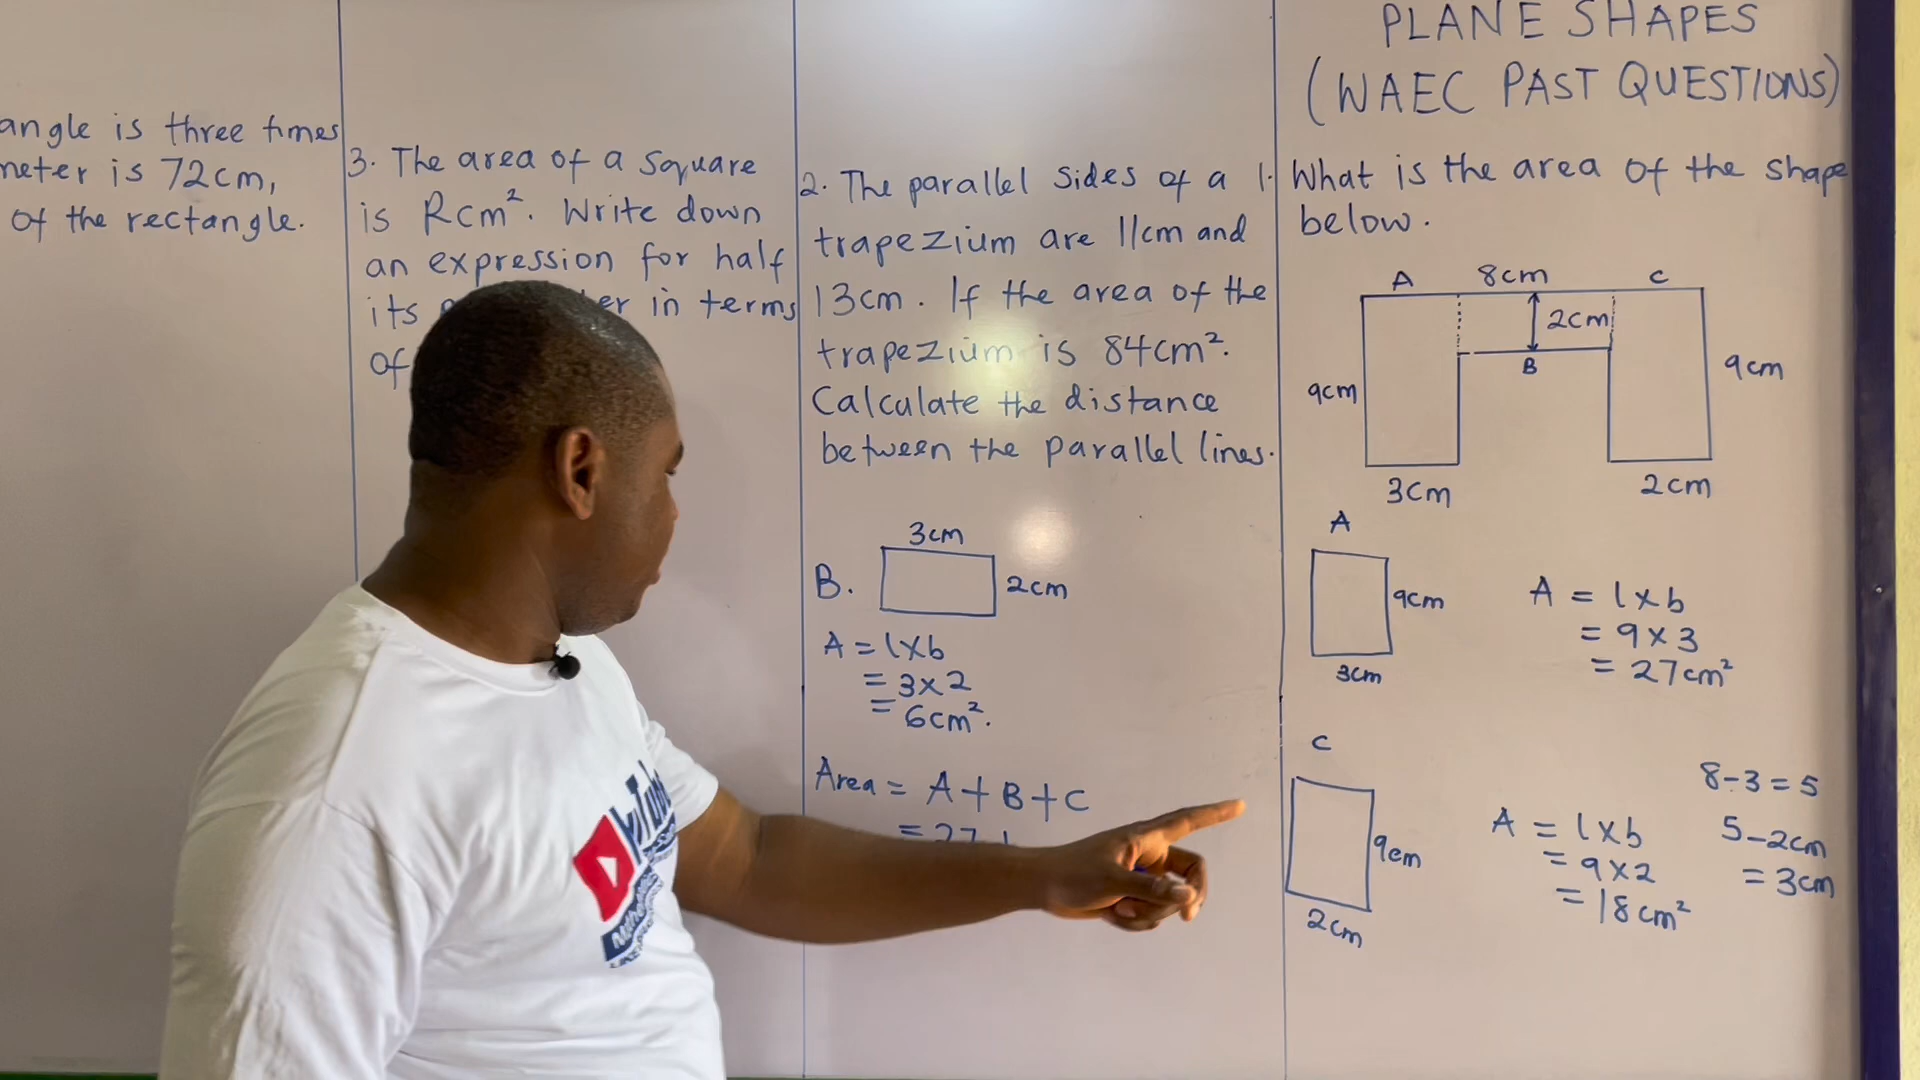 PLANE SHAPES
(WAEC PAST QUESTIONS)
angle is three times
meter is 72cm,
of the rectangle.
3. The area of a square
is Rcm². Write down
an expression for half
its in terms
of
2. The parallel sides of a
trapezium are 11cm and
13cm. If the area of the
trapezium is 84cm².
Calculate the distance
between the parallel lines.
B.
3cm
2cm
A = l×b
= 3×2
= 6cm².
Area = A+B+C
= 27+
1. What is the area of the shape
below.
A 8cm C
2cm
B
9cm
9cm
3cm
2cm
A
9cm
3cm
A = l×b
= 9×3
= 27cm²
C
9cm
2cm
A = l×b
= 9×2
= 18cm²
8-3=5
5-2cm
= 3cm
YouTube